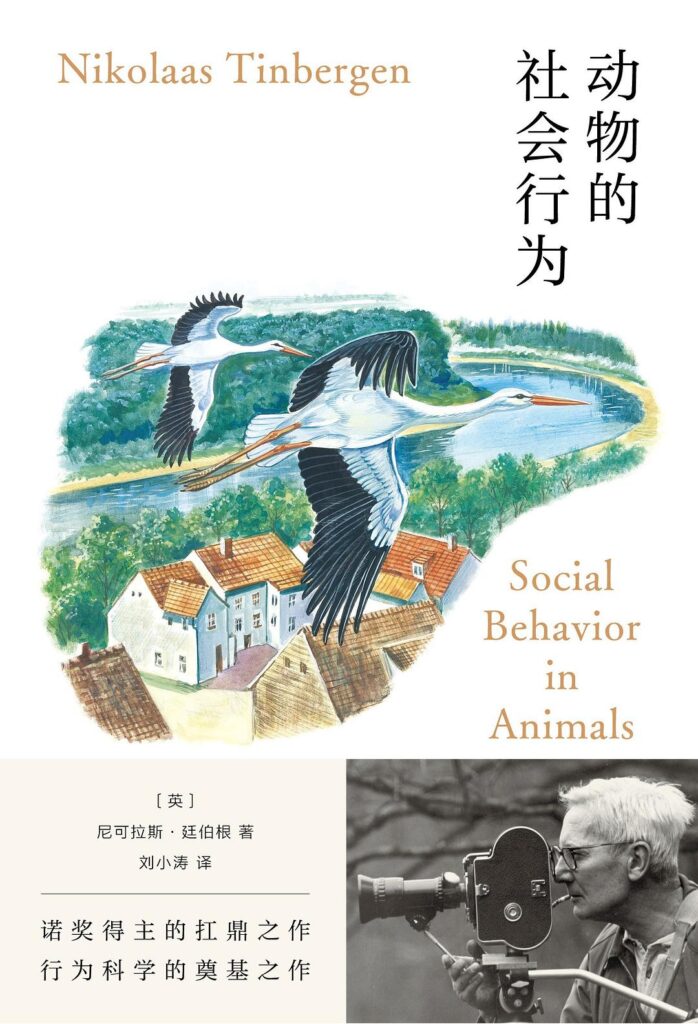 Nikolaas Tinbergen
动物的
社会行为
Social
Behavior
in
Animals
［英］
尼可拉斯·廷伯根 著
刘小涛 译
诺奖得主的扛鼎之作
行为科学的奠基之作